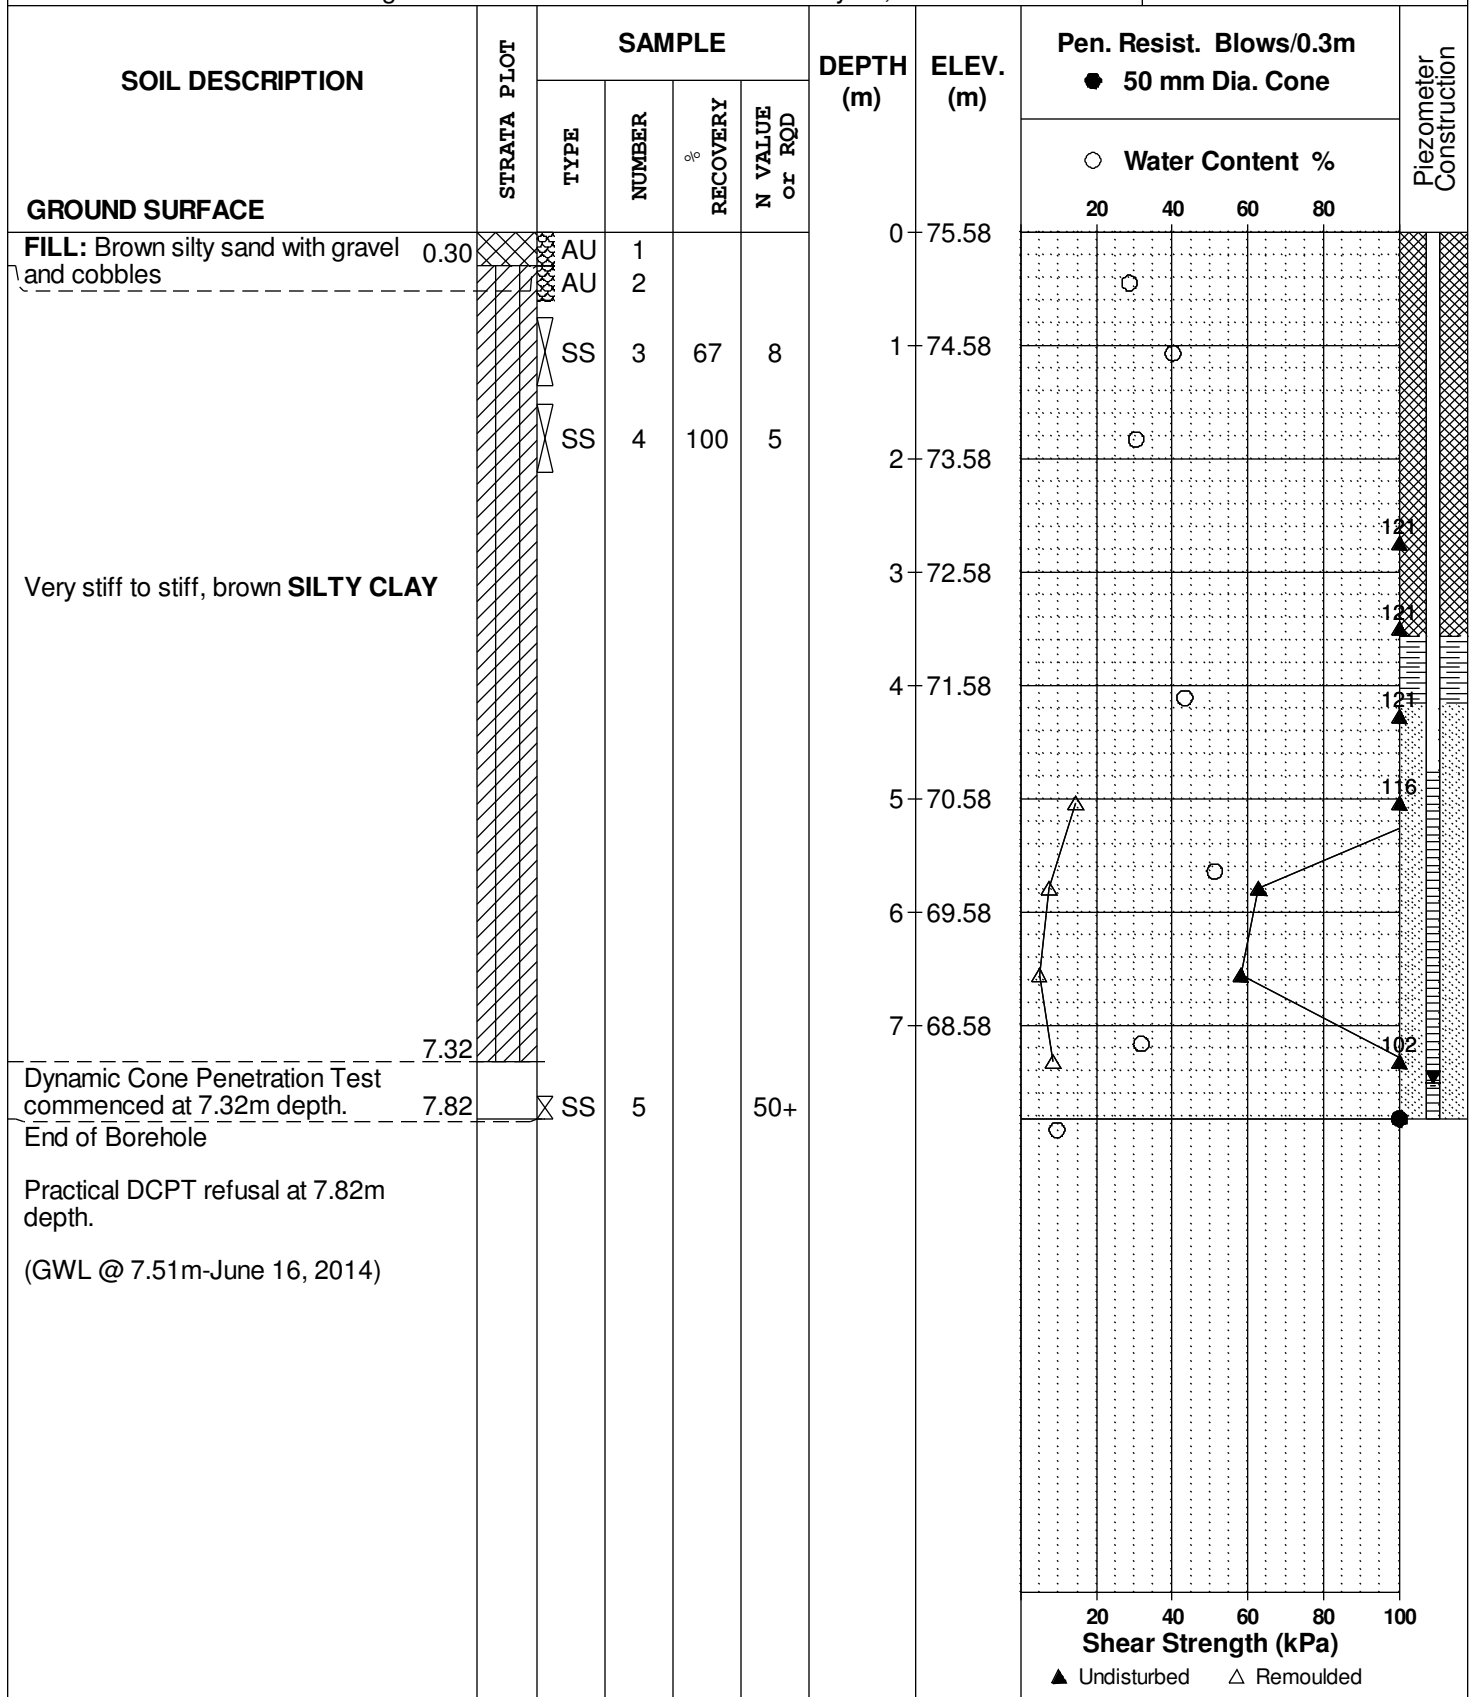 SOIL DESCRIPTION
GROUND SURFACE
STRATA PLOT
SAMPLE
TYPE
NUMBER
%
RECOVERY
N VALUE
or RQD
DEPTH
(m)
ELEV.
(m)
Pen. Resist. Blows/0.3m
● 50 mm Dia. Cone
○ Water Content %
20 40 60 80
Piezometer
Construction
0 75.58
FILL: Brown silty sand with gravel 0.30
and cobbles
AU 1
AU 2
SS 3 67 8
1 74.58
SS 4 100 5
2 73.58
121
Very stiff to stiff, brown SILTY CLAY
3 72.58
121
4 71.58
121
116
5 70.58
6 69.58
7 68.58
7.32
102
Dynamic Cone Penetration Test
commenced at 7.32m depth. 7.82
SS 5 50+
End of Borehole
Practical DCPT refusal at 7.82m
depth.
(GWL @ 7.51m-June 16, 2014)
20 40 60 80 100
Shear Strength (kPa)
▲ Undisturbed △ Remoulded